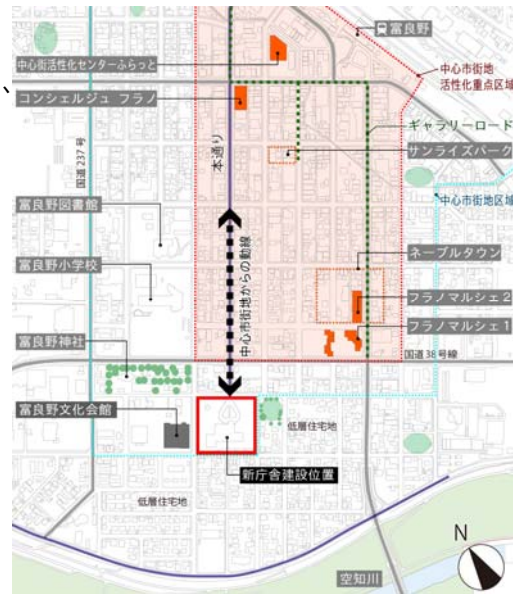 富良野
中心街活性化センターふらっと
中心市街地
活性化重点区域
、
コンシェルジュ フラノ
ギャラリーロード
サンライズパーク
国道237号
本通り
中心市街地区域
富良野図書館
中心市街地からの動線
ネーブルタウン
富良野小学校
フラノマルシェ2
フラノマルシェ1
富良野神社
国道38号線
富良野文化会館
低層住宅地
新庁舎建設位置
低層住宅地
N
空知川